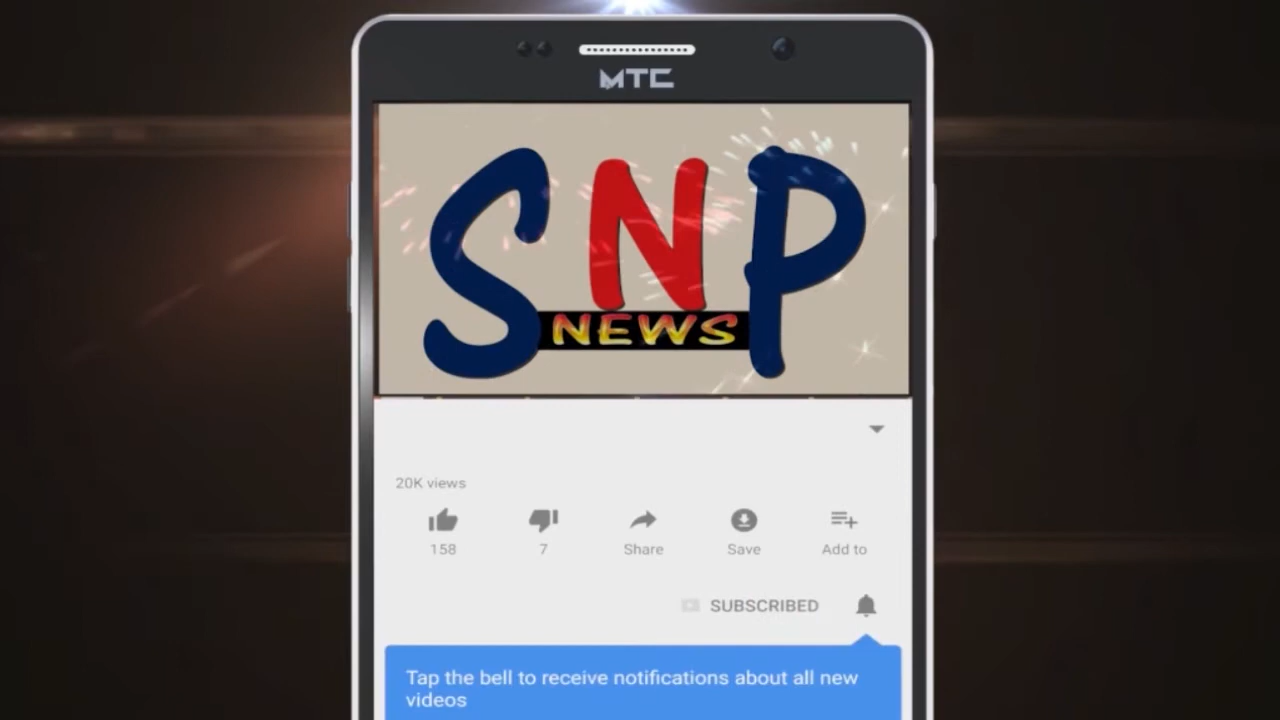 MTC
SNP
NEWS
20K views
158
7
Share
Save
Add to
SUBSCRIBED
Tap the bell to receive notifications about all new
videos